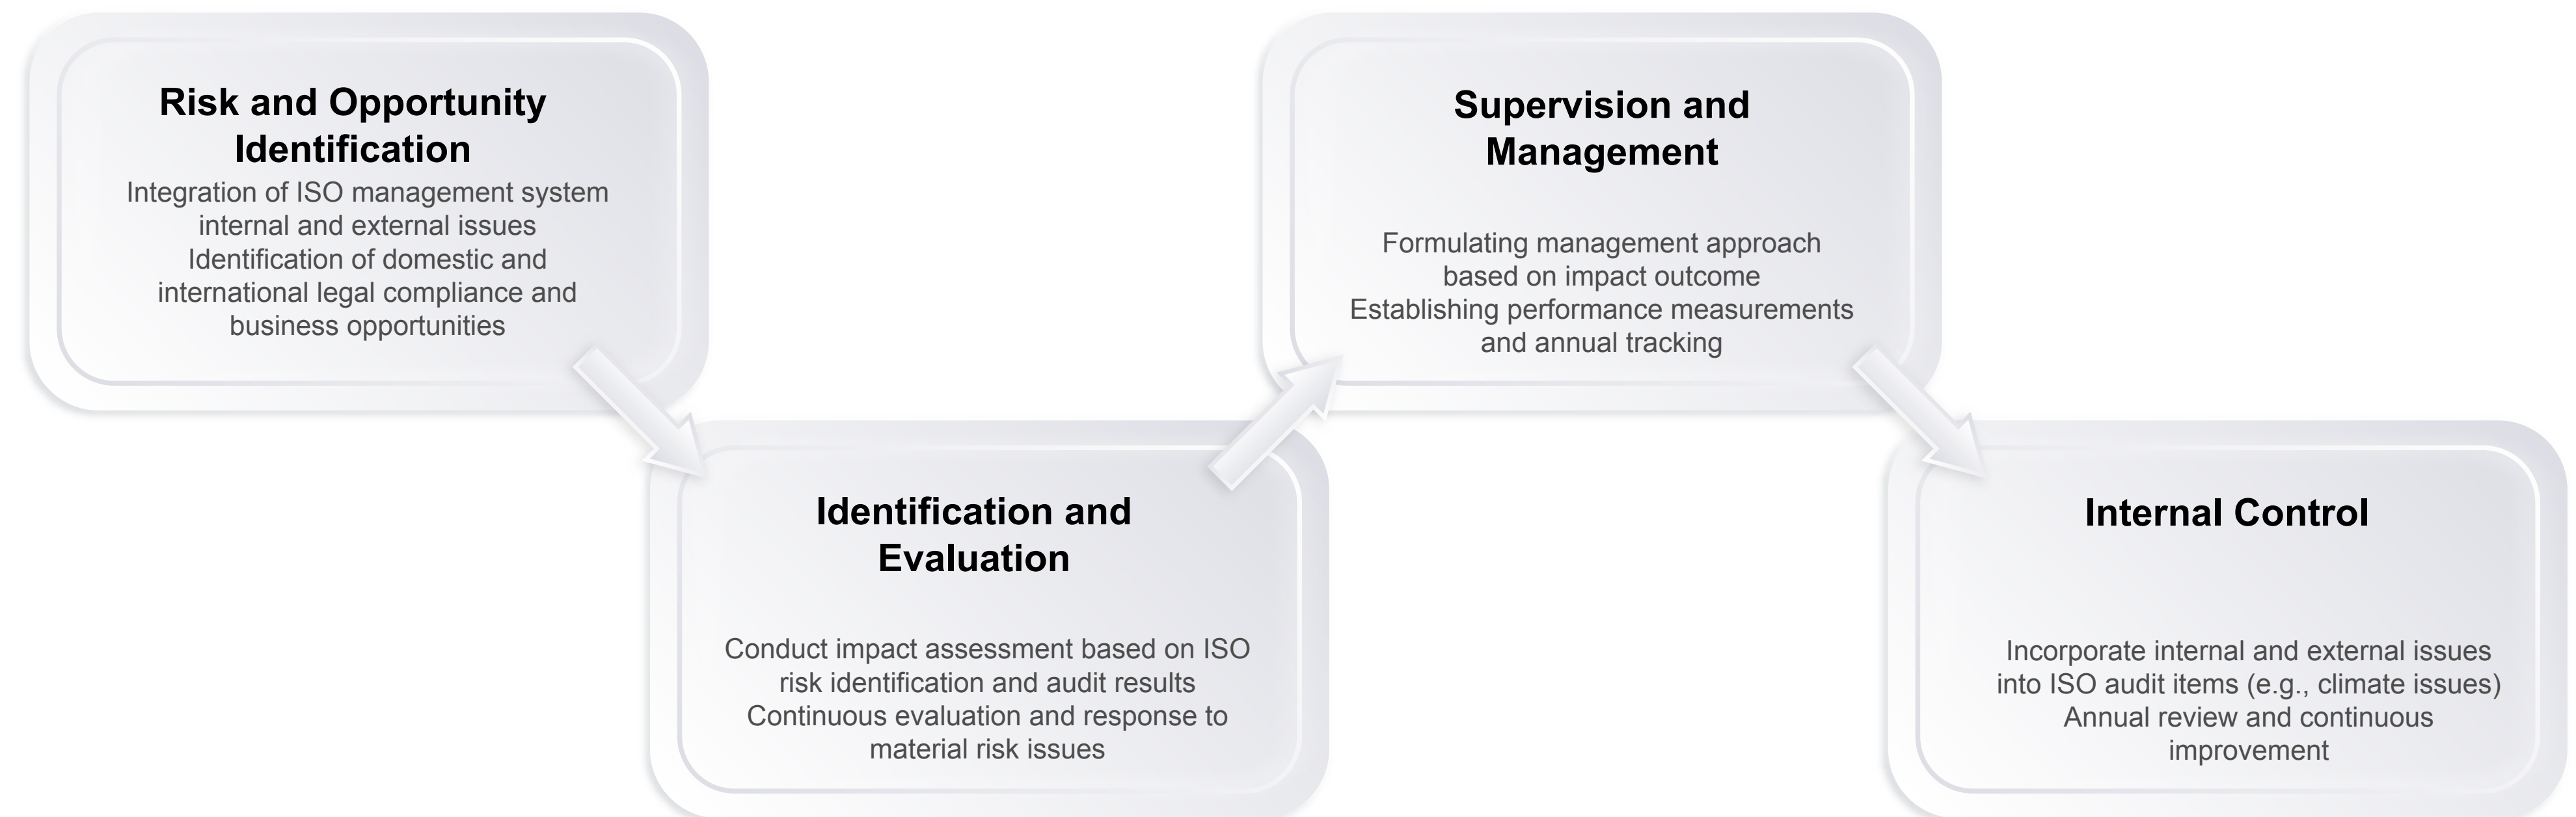 Risk and Opportunity
Identification
Integration of ISO management system
internal and external issues
Identification of domestic and
international legal compliance and
business opportunities
Identification and
Evaluation
Conduct impact assessment based on ISO
risk identification and audit results
Continuous evaluation and response to
material risk issues
Supervision and
Management
Formulating management approach
based on impact outcome
Establishing performance measurements
and annual tracking
Internal Control
Incorporate internal and external issues
into ISO audit items (e.g., climate issues)
Annual review and continuous
improvement